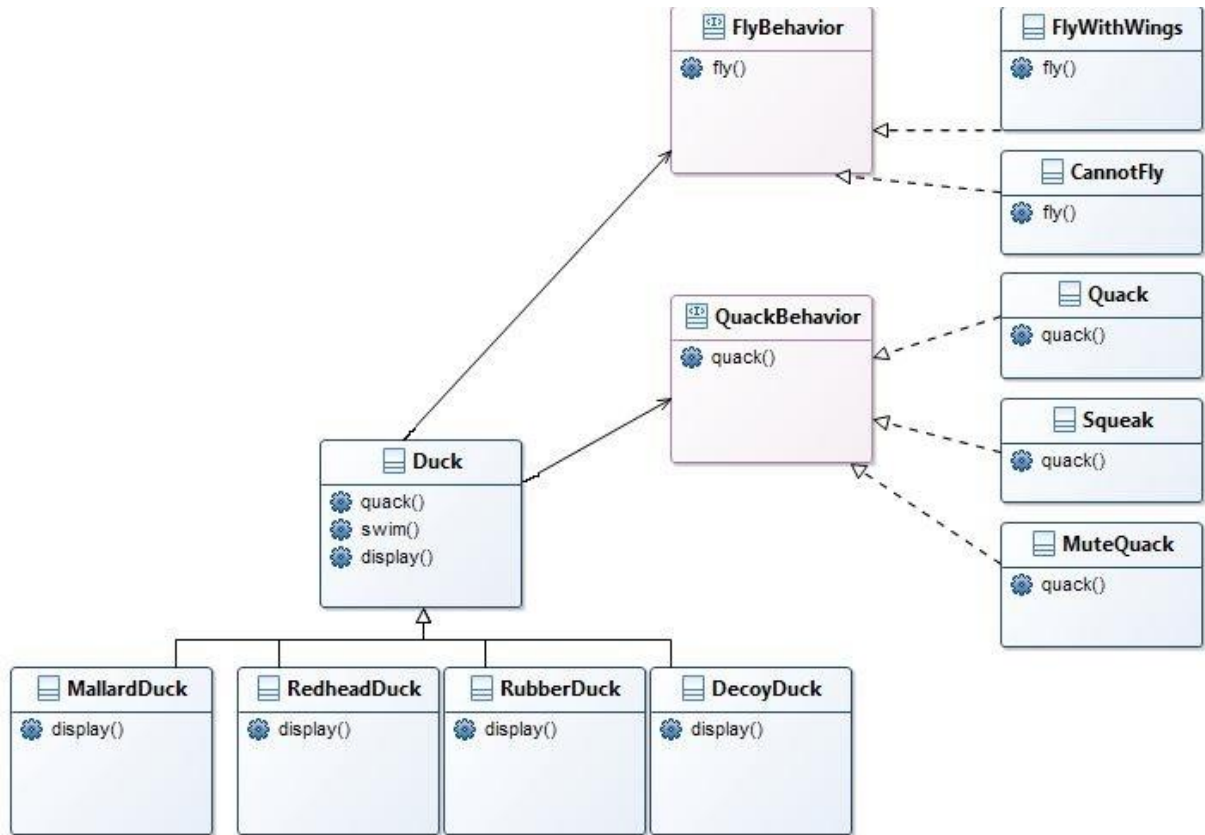 FlyBehavior
fly()
FlyWithWings
fly()
CannotFly
fly()
QuackBehavior
quack()
Quack
quack()
Squeak
quack()
MuteQuack
quack()
Duck
quack()
swim()
display()
MallardDuck
display()
RedheadDuck
display()
RubberDuck
display()
DecoyDuck
display()